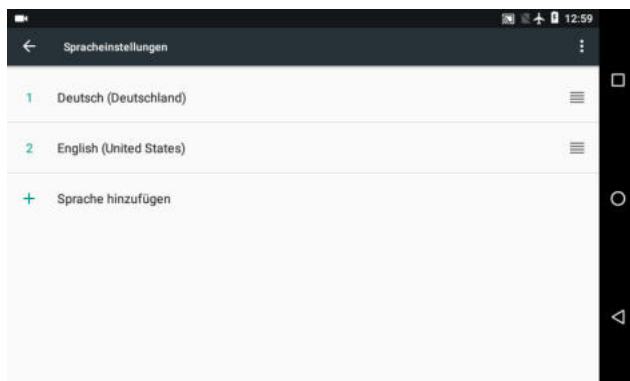 12:59
Spracheinstellungen
1 Deutsch (Deutschland)
2 English (United States)
+ Sprache hinzufügen